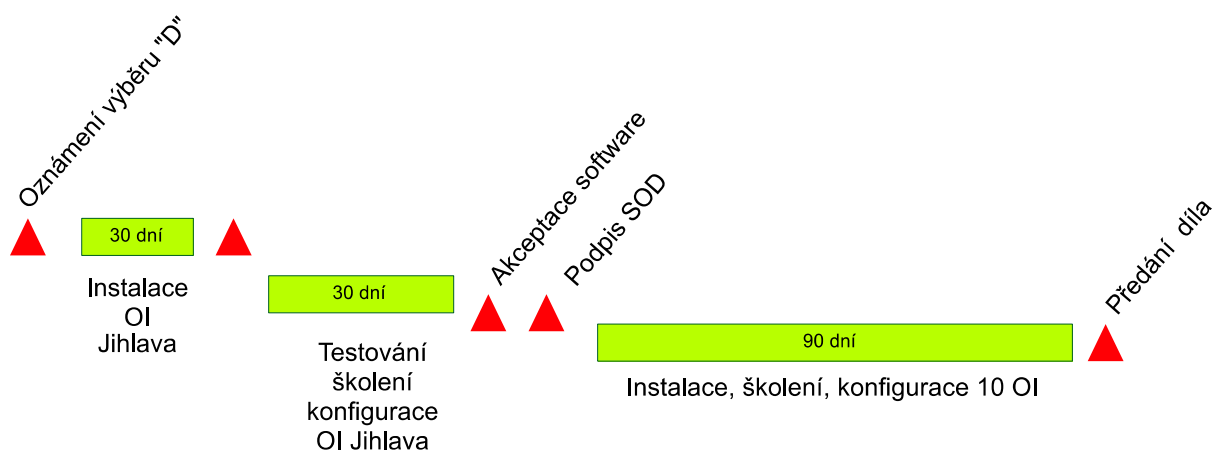 Oznámení výběru "D"
30 dní
Instalace
OI
Jihlava
30 dní
Testování
školení
konfigurace
OI Jihlava
Akceptace software
Podpis SOD
90 dní
Instalace, školení, konfigurace 10 OI
Předání díla